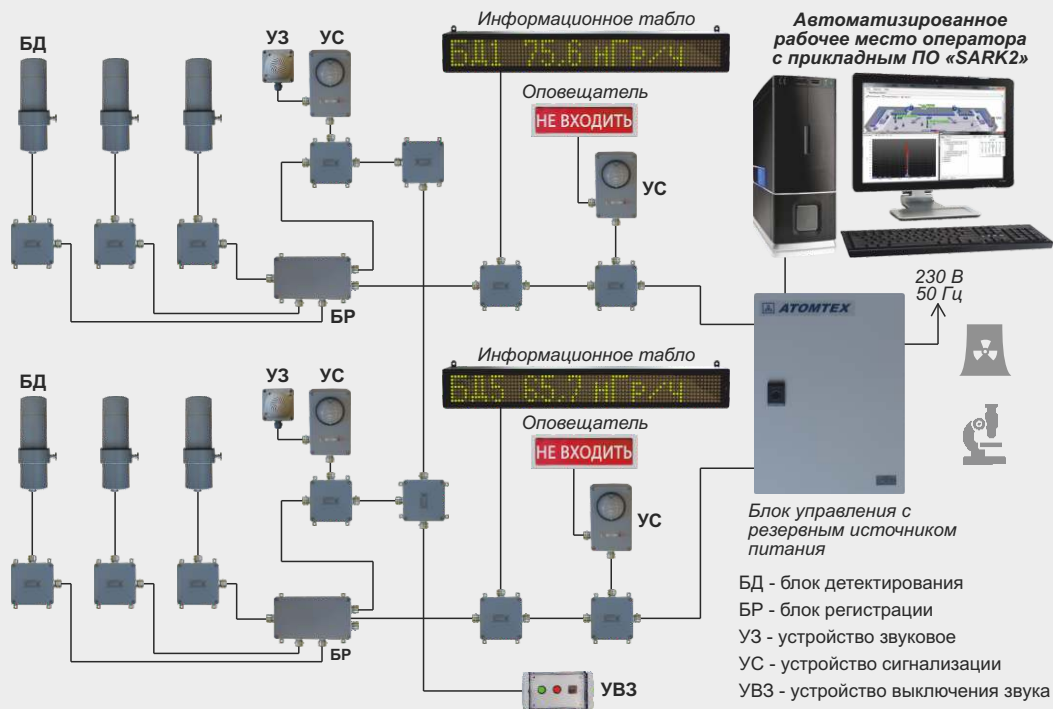 Информационное табло
БД1 75.6 нГр/ч
Автоматизированное
рабочее место оператора
с прикладным ПО «SARK2»
БД
УЗ
УС
Оповещатель
НЕ ВХОДИТЬ
УС
БР
230 В
50 Гц
ATOMTEX
Информационное табло
БД5 65.7 нГр/ч
БД
УЗ
УС
Оповещатель
НЕ ВХОДИТЬ
УС
БР
УВЗ
Блок управления с
резервным источником
питания
БД - блок детектирования
БР - блок регистрации
УЗ - устройство звуковое
УС - устройство сигнализации
УВЗ - устройство выключения звука